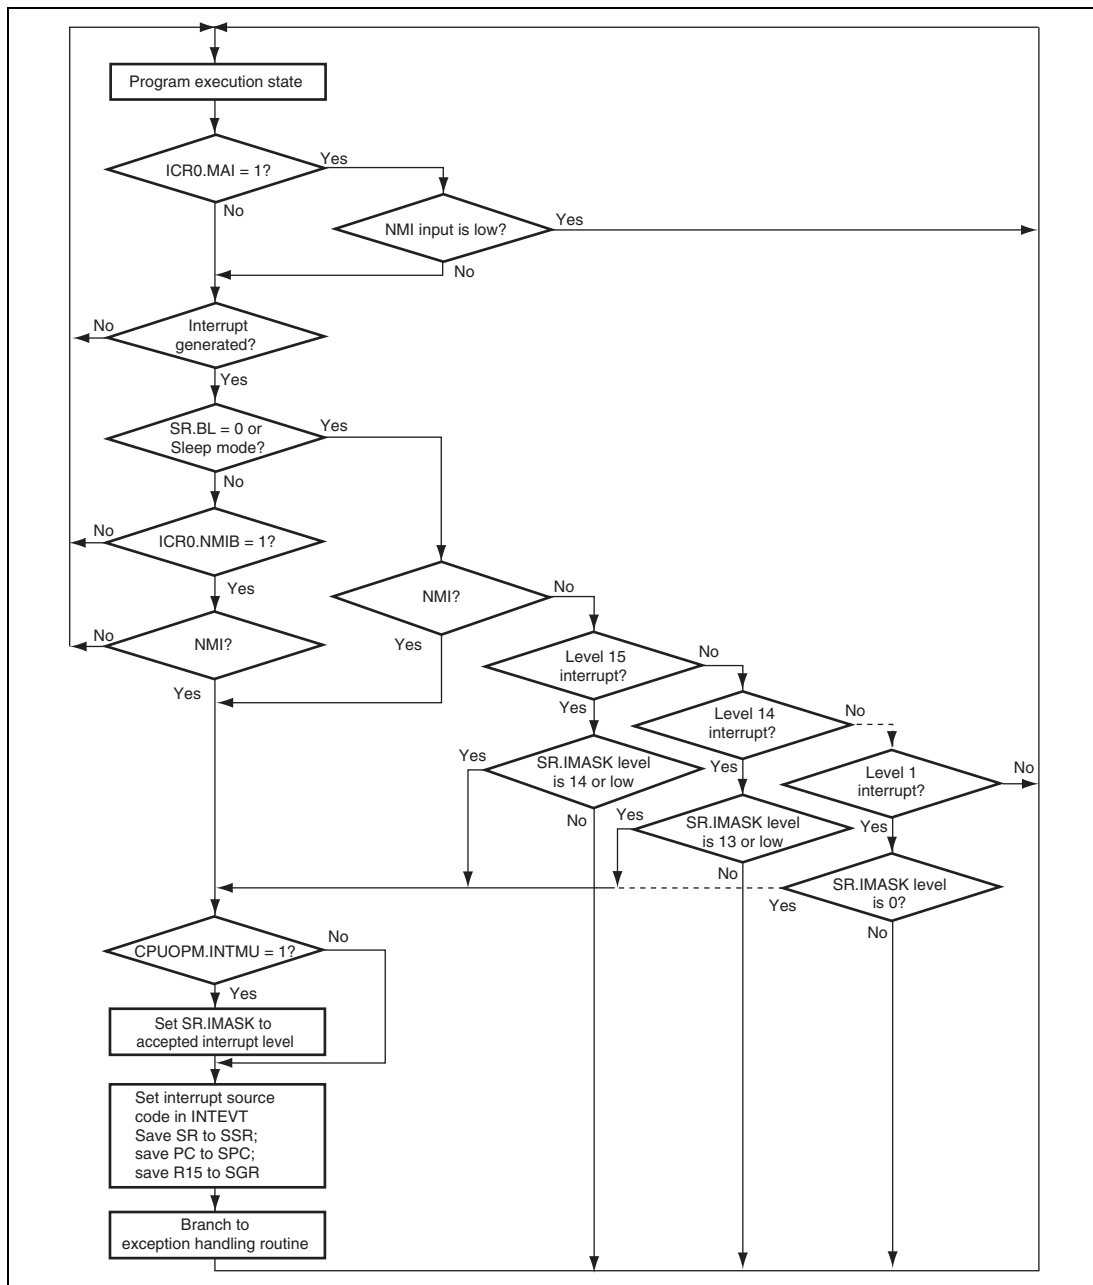 Program execution state
ICR0.MAI = 1?
Yes
No
NMI input is low?
Yes
No
Interrupt
generated?
No
Yes
SR.BL = 0 or
Sleep mode?
Yes
No
ICR0.NMIB = 1?
No
Yes
NMI?
No
Yes
NMI?
No
Yes
Level 15
interrupt?
No
Yes
Level 14
interrupt?
No
Yes
Level 1
interrupt?
No
Yes
SR.IMASK level
is 14 or low
Yes
No
SR.IMASK level
is 13 or low
Yes
No
SR.IMASK level
is 0?
Yes
No
CPUOPM.INTMU = 1?
No
Yes
Set SR.IMASK to
accepted interrupt level
Set interrupt source
code in INTEVT
Save SR to SSR;
save PC to SPC;
save R15 to SGR
Branch to
exception handling routine